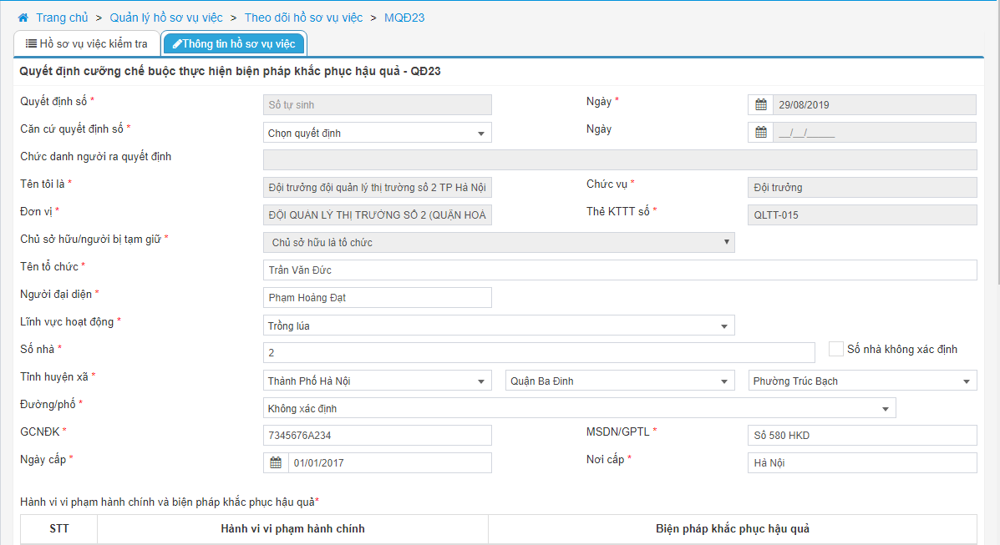 Trang chủ > Quản lý hồ sơ vụ việc > Theo dõi hồ sơ vụ việc > MQĐ23
Hồ sơ vụ việc kiểm tra Thông tin hồ sơ vụ việc
Quyết định cưỡng chế buộc thực hiện biện pháp khắc phục hậu quả - QĐ23
Quyết định số * Số tự sinh Ngày * 29/08/2019
Căn cứ quyết định số * Chọn quyết định Ngày __/__/____
Chức danh người ra quyết định
Tên tôi là * Đội trưởng đội quản lý thị trường số 2 TP Hà Nội Chức vụ * Đội trưởng
Đơn vị * ĐỘI QUẢN LÝ THỊ TRƯỜNG SỐ 2 (QUẬN HOÀ Thẻ KTTT số * QLTT-015
Chủ sở hữu/người bị tạm giữ * Chủ sở hữu là tổ chức
Tên tổ chức * Trần Văn Đức
Người đại diện * Phạm Hoàng Đạt
Lĩnh vực hoạt động * Trồng lúa
Số nhà * 2 Số nhà không xác định
Tỉnh huyện xã * Thành Phố Hà Nội Quận Ba Đình Phường Trúc Bạch
Đường/phố * Không xác định
GCNĐK * 7345676A234 MSDN/GPTL * Số 580 HKD
Ngày cấp * 01/01/2017 Nơi cấp * Hà Nội
Hành vi vi phạm hành chính và biện pháp khắc phục hậu quả*
STT Hành vi vi phạm hành chính Biện pháp khắc phục hậu quả